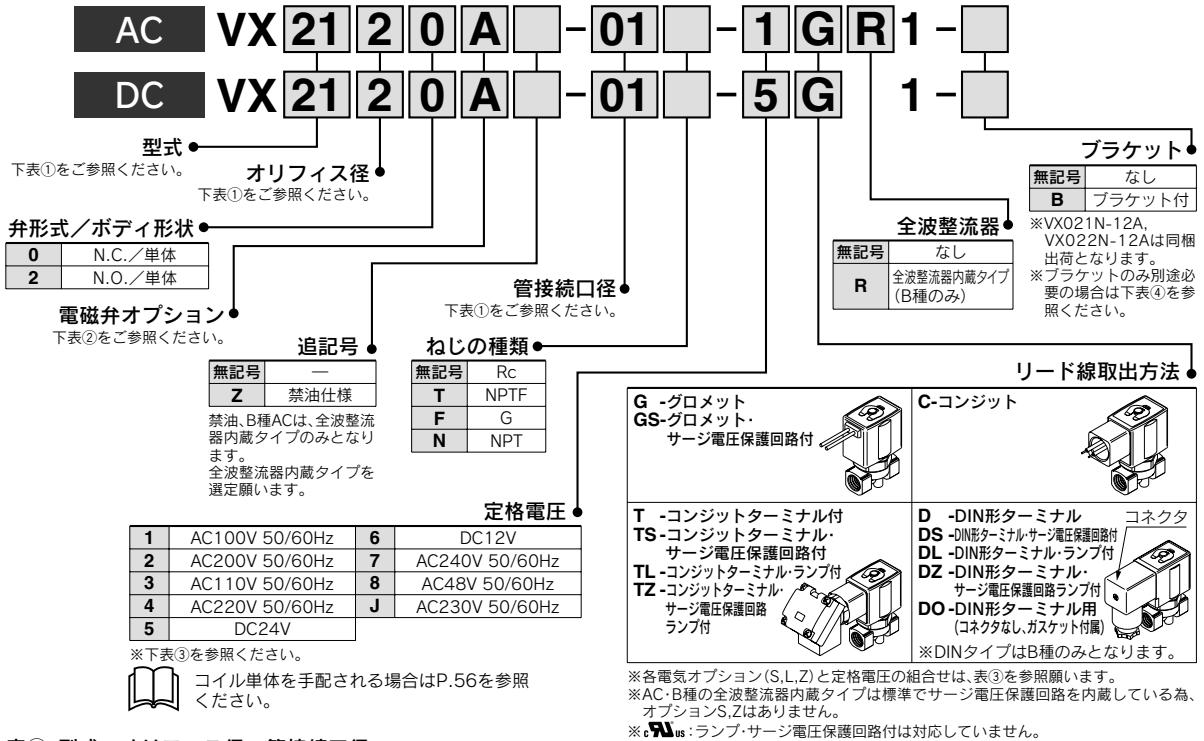 AC VX 21 2 0 A - 01 - 1 G R 1 -
DC VX 21 2 0 A - 01 - 5 G 1 -
型式
下表①をご参照ください。
オリフィス径
下表①をご参照ください。
弁形式／ボディ形状
0 N.C.／単体
2 N.O.／単体
電磁弁オプション
下表②をご参照ください。
追記号
無記号 —
Z 禁油仕様
禁油、B種ACは、全波整流
器内蔵タイプのみとなり
ます。
全波整流器内蔵タイプを
選定願います。
管接続口径
下表①をご参照ください。
ねじの種類
無記号 Rc
T NPTF
F G
N NPT
定格電圧
1 AC100V 50/60Hz 6 DC12V
2 AC200V 50/60Hz 7 AC240V 50/60Hz
3 AC110V 50/60Hz 8 AC48V 50/60Hz
4 AC220V 50/60Hz J AC230V 50/60Hz
5 DC24V
※下表③を参照ください。
コイル単体を手配される場合はP.56を参照
ください。
全波整流器
無記号 なし
R 全波整流器内蔵タイプ
(B種のみ)
ブラケット
無記号 なし
B ブラケット付
※VX021N-12A,
VX022N-12Aは同梱
出荷となります。
※ブラケットのみ別途必
要の場合は下表④を参
照ください。
リード線取出方法
G -グロメット
GS-グロメット・
サージ電圧保護回路付
C-コンジット
T -コンジットターミナル付
TS-コンジットターミナル・
サージ電圧保護回路付
TL-コンジットターミナル・ランプ付
TZ-コンジットターミナル・
サージ電圧保護回路
ランプ付
D -DIN形ターミナル
コネクタ
DS-DIN形ターミナル・サージ電圧保護回路付
DL-DIN形ターミナル・ランプ付
DZ-DIN形ターミナル・
サージ電圧保護回路ランプ付
DO-DIN形ターミナル用
(コネクタなし、ガスケット付属)
※DINタイプはB種のみとなります。
※各電気オプション(S,L,Z)と定格電圧の組合せは、表③を参照願います。
※AC・B種の全波整流器内蔵タイプは標準でサージ電圧保護回路を内蔵している為、
オプションS,Zはありません。
※ c RU us：ランプ・サージ電圧保護回路付は対応していません。